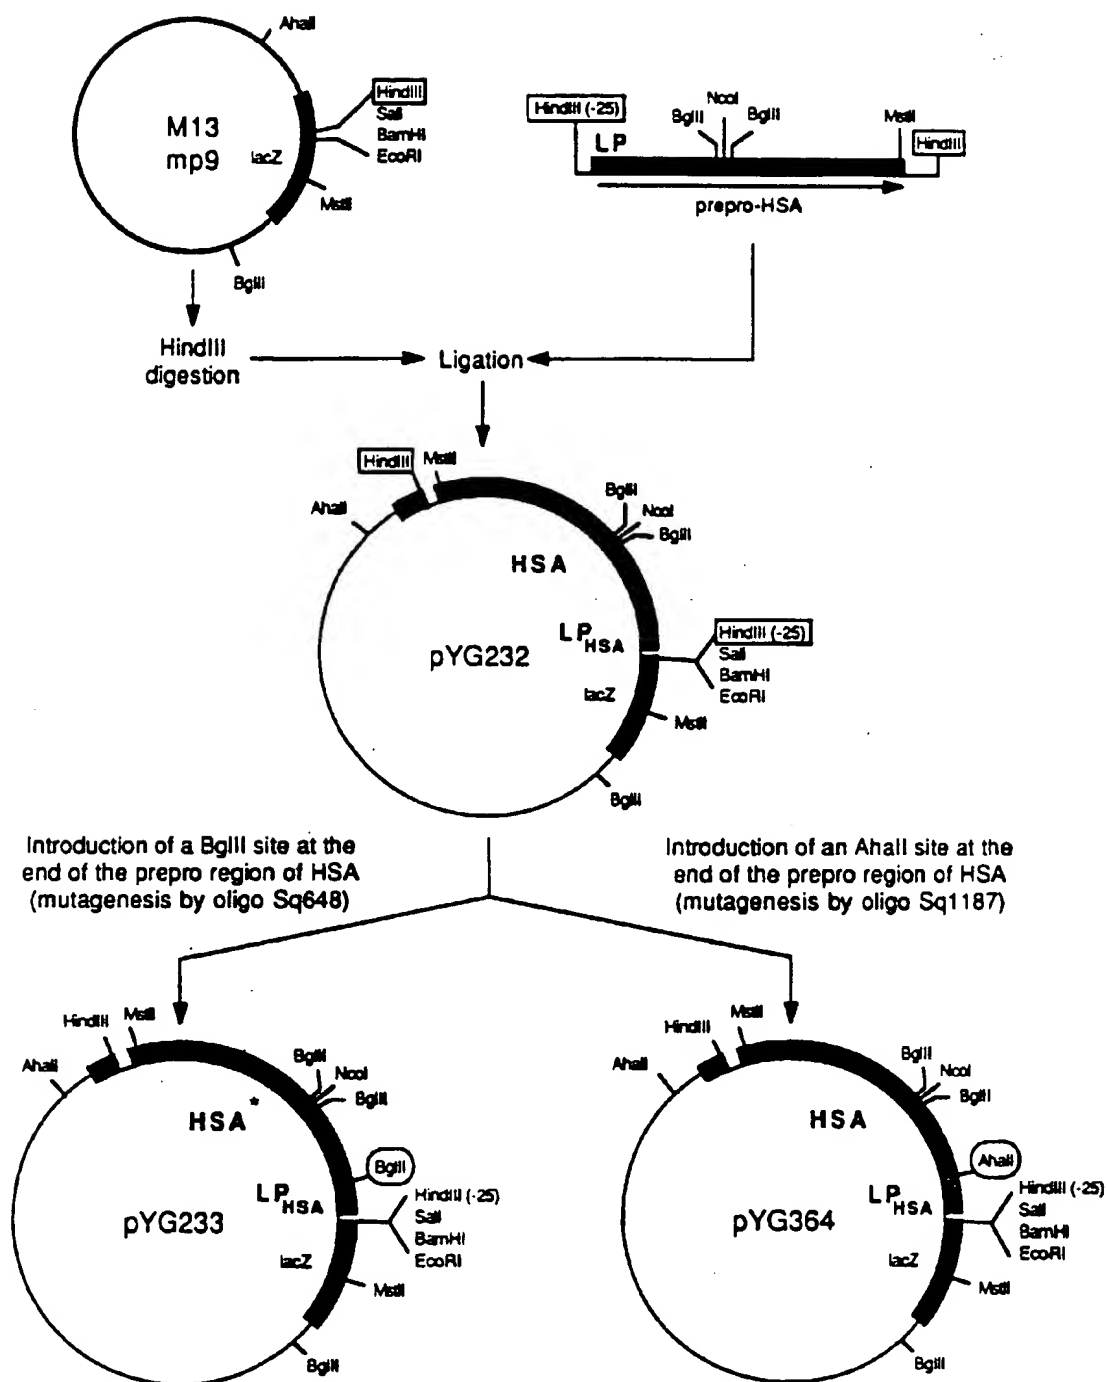 AhaII
M13
mp9
HindIII
SalI
BamHI
EcoRI
lacZ
MstII
BglII
HindIII (-25)
LP
BglII
NcoI
BglII
MstII
HindIII
prepro-HSA
HindIII
digestion
Ligation
HindIII
MstII
AhaII
BglII
NcoI
BglII
HSA
LP HSA
pYG232
HindIII (-25)
SalI
BamHI
EcoRI
lacZ
MstII
BglII
Introduction of a BglII site at the
end of the prepro region of HSA
(mutagenesis by oligo Sq648)
Introduction of an AhaII site at the
end of the prepro region of HSA
(mutagenesis by oligo Sq1187)
HindIII
MstII
AhaII
BglII
NcoI
BglII
HSA*
BglII
LP HSA
pYG233
HindIII (-25)
SalI
BamHI
EcoRI
lacZ
MstII
BglII
HindIII
MstII
AhaII
BglII
NcoI
BglII
HSA
AhaII
LP HSA
pYG364
HindIII (-25)
SalI
BamHI
EcoRI
lacZ
MstII
BglII